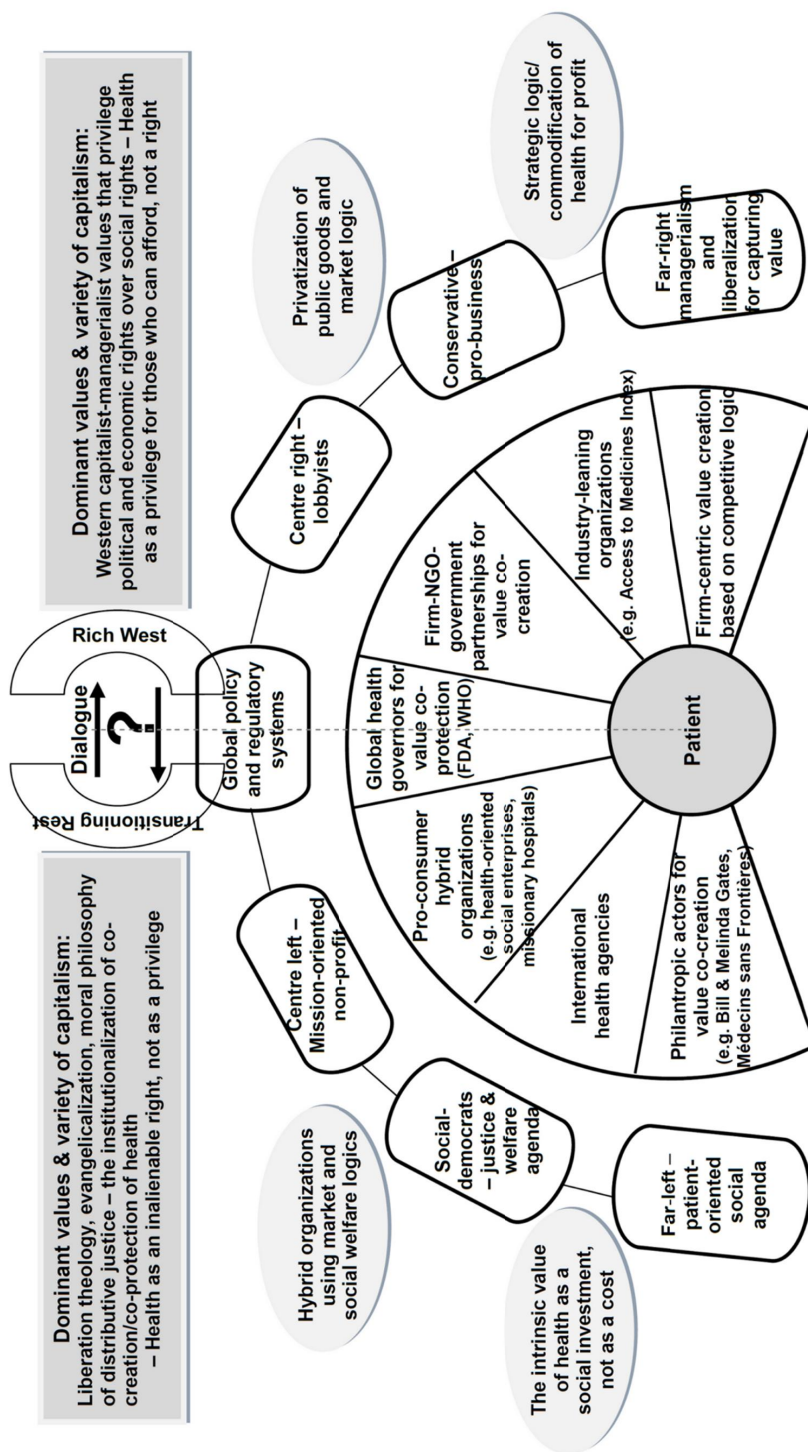 Dominant values & variety of capitalism:
Liberation theology, evangelicalization, moral philosophy
of distributive justice – the institutionalization of co-
creation/co-protection of health
– Health as an inalienable right, not as a privilege
Transitioning Rest
Dialogue
?
Rich West
Dominant values & variety of capitalism:
Western capitalist-managerialist values that privilege
political and economic rights over social rights – Health
as a privilege for those who can afford, not a right
Hybrid organizations
using market and
social welfare logics
Centre left –
Mission-oriented
non-profit
Global policy
and regulatory
systems
Centre right –
lobbyists
Privatization of
public goods and
market logic
The intrinsic value
of health as a
social investment,
not as a cost
Social-
democrats
– justice &
welfare
agenda
Conservative –
pro-business
Strategic logic/
commodification of
health for profit
Far-left –
patient-
oriented
social
agenda
Pro-consumer
hybrid
organizations
(e.g. health-oriented
social enterprises,
missionary hospitals)
Global health
governors for
value co-
protection
(FDA, WHO)
Firm-NGO-
government
partnerships for
value co-
creation
International
health agencies
Industry-leaning
organizations
(e.g. Access to Medicines Index)
Philantropic actors for
value co-creation
(e.g. Bill & Melinda Gates,
Médecins sans Frontières)
Patient
Firm-centric value creation
based on competitive logic
Far-right
managerialism
and
liberalization
for capturing
value